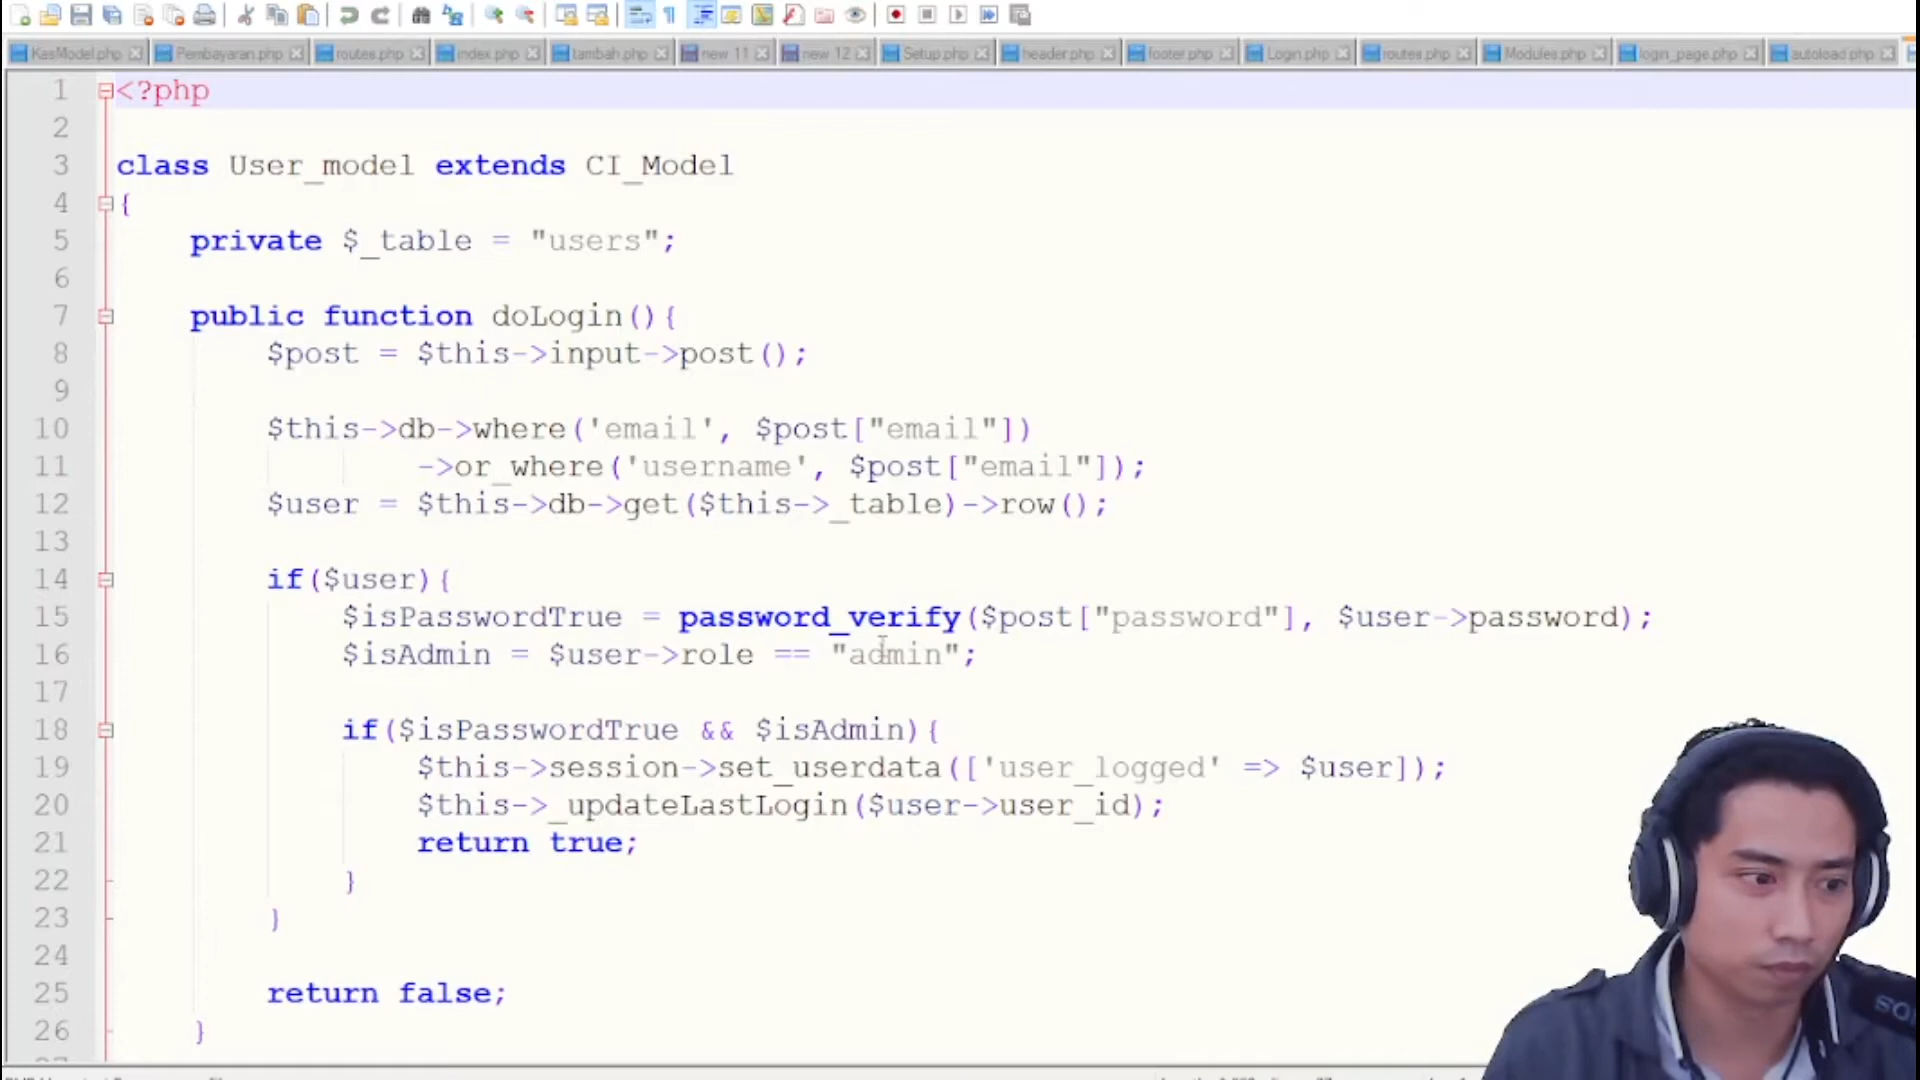 KasModel.php Pembayaran.php routes.php index.php tambah.php new 11 new 12 Setup.php header.php footer.php Login.php routes.php Modules.php login_page.php autoload.php
1 <?php
2
3 class User_model extends CI_Model
4 {
5 private $_table = "users";
6
7 public function doLogin(){
8 $post = $this->input->post();
9
10 $this->db->where('email', $post["email"])
11 ->or_where('username', $post["email"]);
12 $user = $this->db->get($this->_table)->row();
13
14 if($user){
15 $isPasswordTrue = password_verify($post["password"], $user->password);
16 $isAdmin = $user->role == "admin";
17
18 if($isPasswordTrue && $isAdmin){
19 $this->session->set_userdata(['user_logged' => $user]);
20 $this->_updateLastLogin($user->user_id);
21 return true;
22 }
23 }
24
25 return false;
26 }